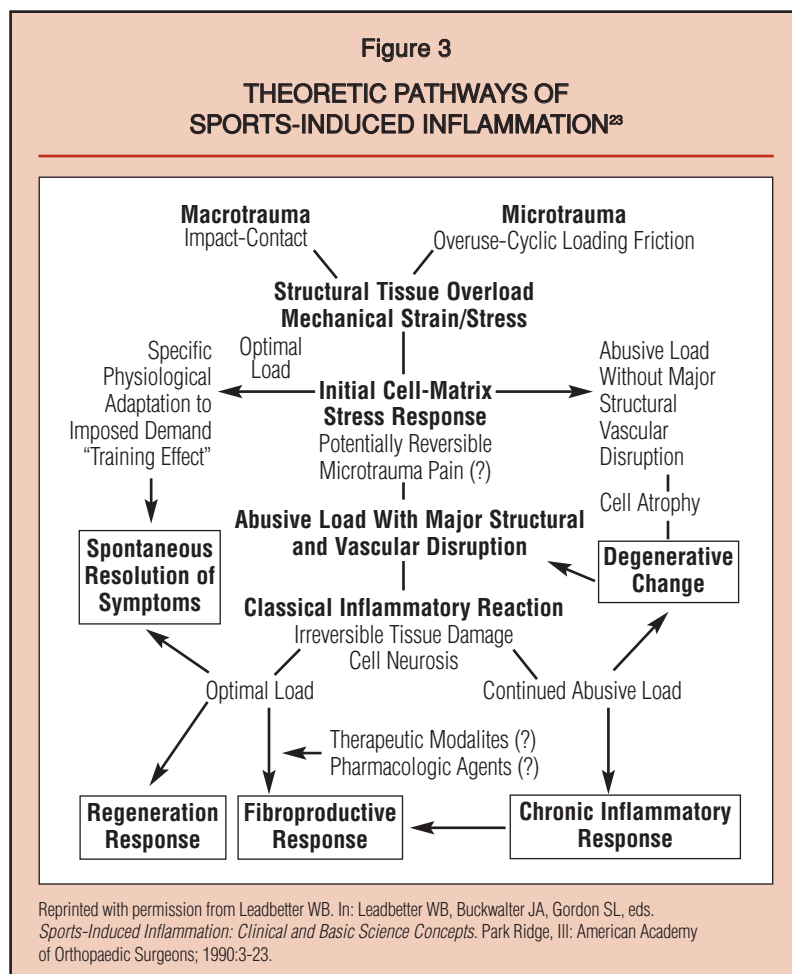 Figure 3
THEORETIC PATHWAYS OF
SPORTS-INDUCED INFLAMMATION²³
Macrotrauma
Impact-Contact
Microtrauma
Overuse-Cyclic Loading Friction
Structural Tissue Overload
Mechanical Strain/Stress
Specific
Physiological
Adaptation to
Imposed Demand
“Training Effect”
Optimal
Load
Initial Cell-Matrix
Stress Response
Potentially Reversible
Microtrauma Pain (?)
Abusive Load
Without Major
Structural
Vascular
Disruption
Cell Atrophy
Abusive Load With Major Structural
and Vascular Disruption
Spontaneous
Resolution of
Symptoms
Degenerative
Change
Classical Inflammatory Reaction
Irreversible Tissue Damage
Cell Neurosis
Optimal Load
Continued Abusive Load
Therapeutic Modalites (?)
Pharmacologic Agents (?)
Regeneration
Response
Fibroproductive
Response
Chronic Inflammatory
Response
Reprinted with permission from Leadbetter WB. In: Leadbetter WB, Buckwalter JA, Gordon SL, eds.
Sports-Induced Inflammation: Clinical and Basic Science Concepts. Park Ridge, Ill: American Academy
of Orthopaedic Surgeons; 1990:3-23.